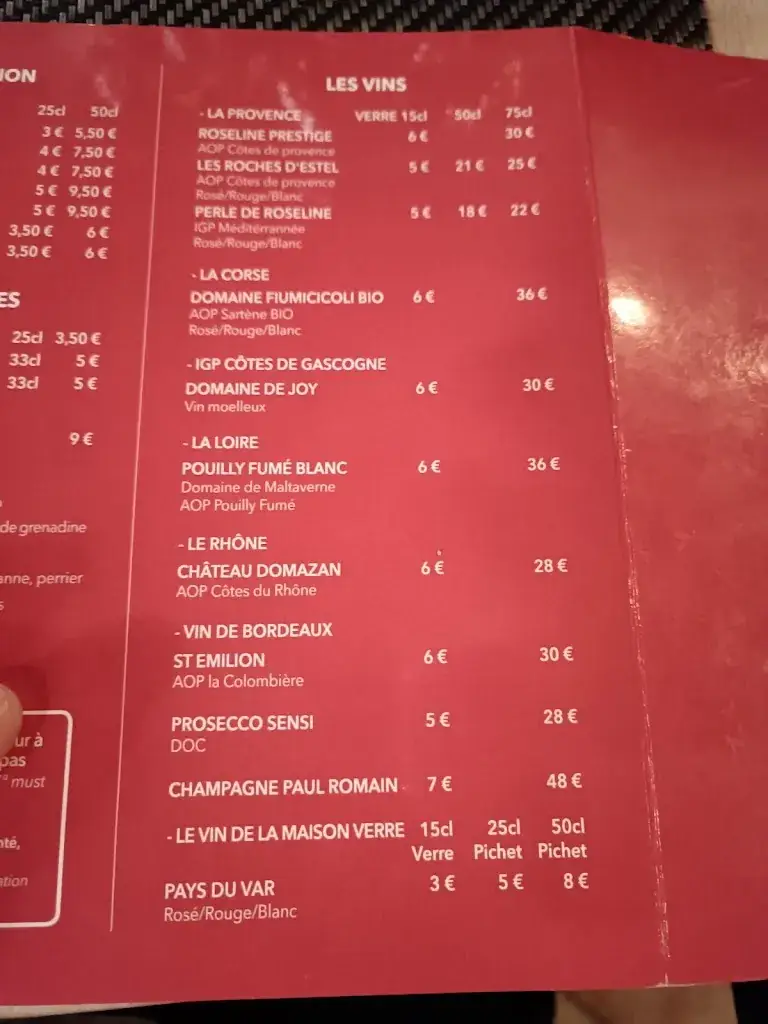 ION
25cl 50cl
3 € 5,50 €
4 € 7,50 €
4 € 7,50 €
5 € 9,50 €
5 € 9,50 €
3,50 € 6 €
3,50 € 6 €
ES
25cl 3,50 €
33cl 5 €
33cl 5 €
9 €
de grenadine
anne, perrier
s
ur à
pas
must
nté,
ation
LES VINS
- LA PROVENCE VERRE 15cl 50cl 75cl
ROSELINE PRESTIGE 6 € 30 €
AOP Côtes de provence
LES ROCHES D'ESTEL 5 € 21 € 25 €
AOP Côtes de provence
Rosé/Rouge/Blanc
PERLE DE ROSELINE 5 € 18 € 22 €
IGP Méditérrannée
Rosé/Rouge/Blanc
- LA CORSE
DOMAINE FIUMICICOLI BIO 6 € 36 €
AOP Sartène BIO
Rosé/Rouge/Blanc
- IGP CÔTES DE GASCOGNE
DOMAINE DE JOY 6 € 30 €
Vin moelleux
- LA LOIRE
POUILLY FUMÉ BLANC 6 € 36 €
Domaine de Maltaverne
AOP Pouilly Fumé
- LE RHÔNE
CHÂTEAU DOMAZAN 6 € 28 €
AOP Côtes du Rhône
- VIN DE BORDEAUX
ST EMILION 6 € 30 €
AOP la Colombière
PROSECCO SENSI 5 € 28 €
DOC
CHAMPAGNE PAUL ROMAIN 7 € 48 €
- LE VIN DE LA MAISON VERRE 15cl 25cl 50cl
Verre Pichet Pichet
PAYS DU VAR 3 € 5 € 8 €
Rosé/Rouge/Blanc